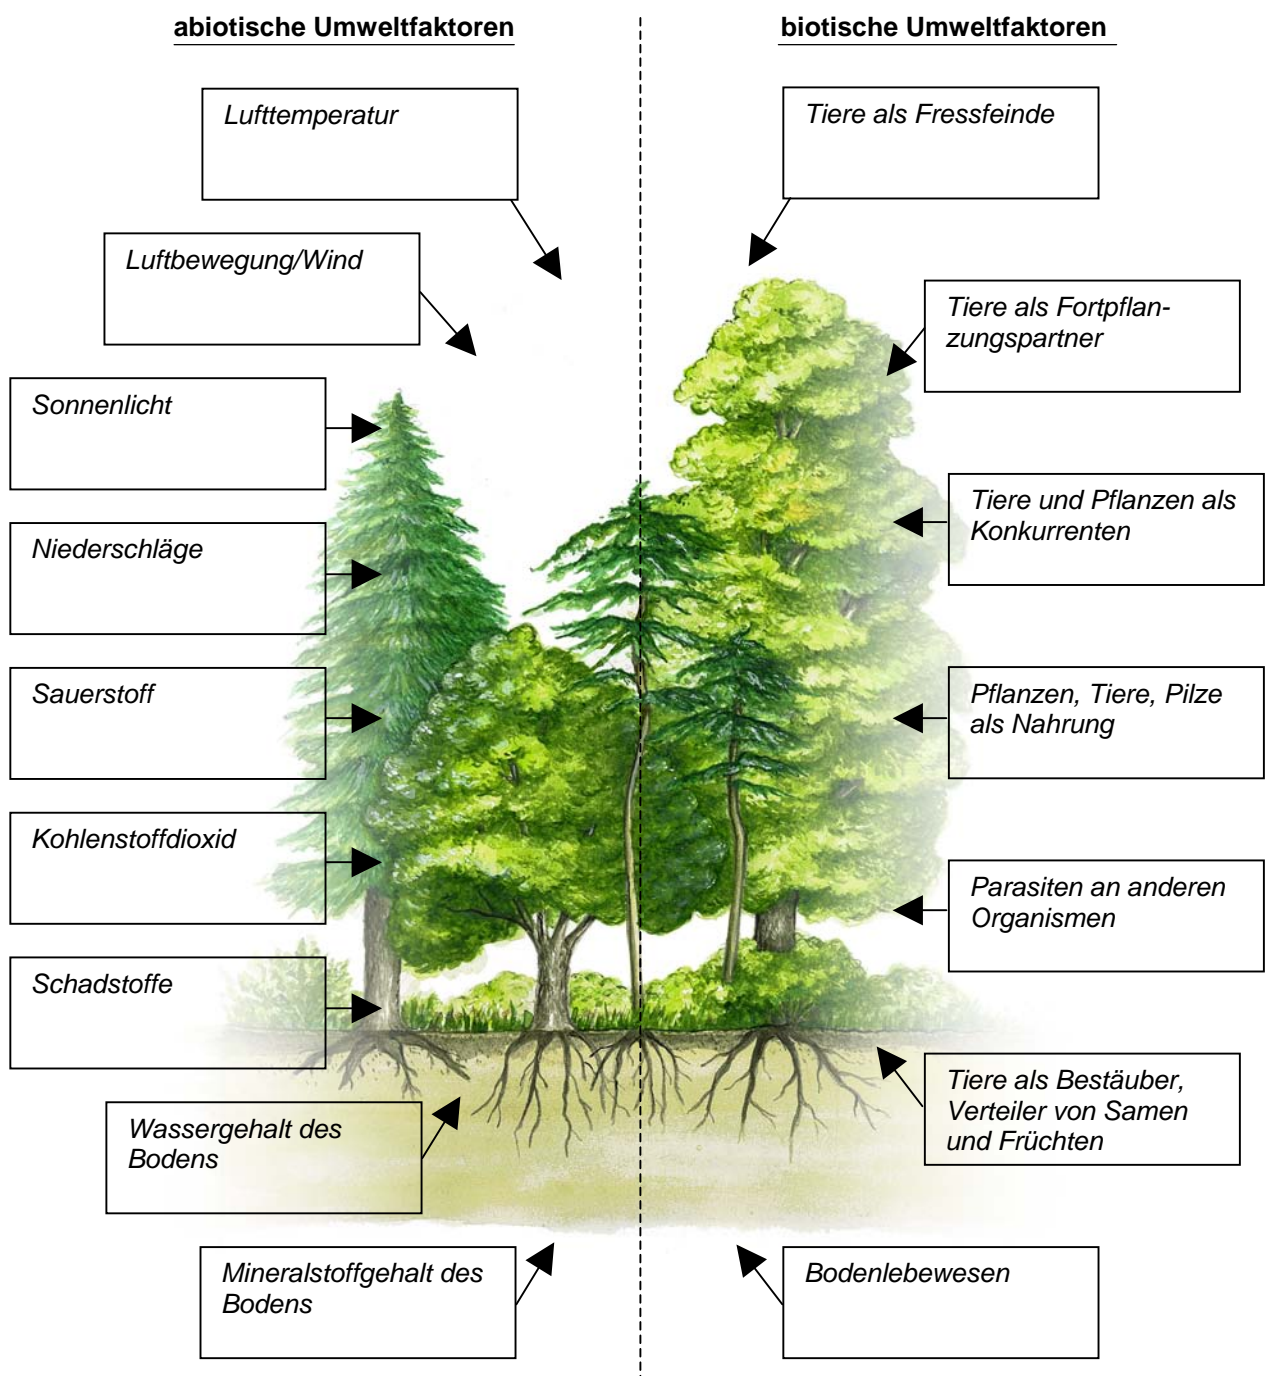 abiotische Umweltfaktoren
biotische Umweltfaktoren
Lufttemperatur
Luftbewegung/Wind
Sonnenlicht
Niederschläge
Sauerstoff
Kohlenstoffdioxid
Schadstoffe
Wassergehalt des
Bodens
Mineralstoffgehalt des
Bodens
Tiere als Fressfeinde
Tiere als Fortpflan-
zungspartner
Tiere und Pflanzen als
Konkurrenten
Pflanzen, Tiere, Pilze
als Nahrung
Parasiten an anderen
Organismen
Tiere als Bestäuber,
Verteiler von Samen
und Früchten
Bodenlebewesen